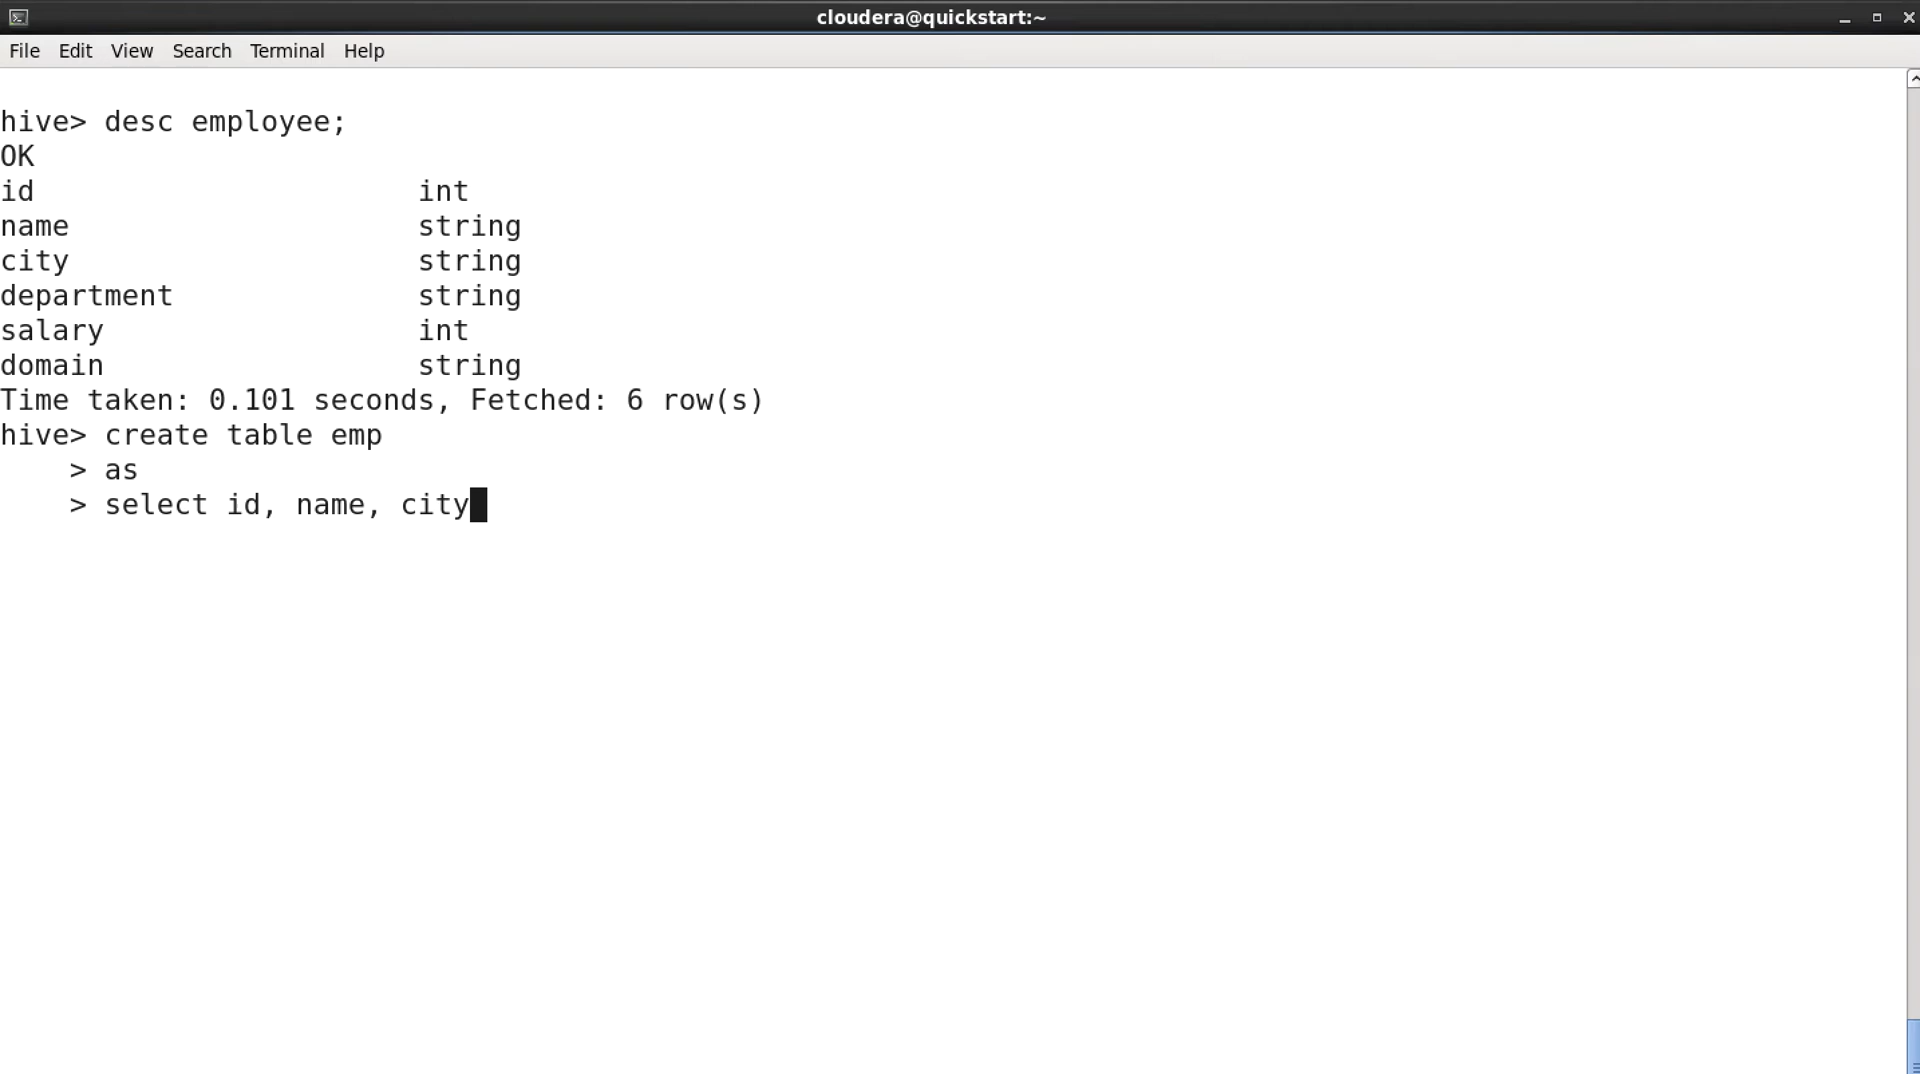 cloudera@quickstart:~
File Edit View Search Terminal Help
hive> desc employee;
OK
id                      int
name                    string
city                    string
department              string
salary                  int
domain                  string
Time taken: 0.101 seconds, Fetched: 6 row(s)
hive> create table emp
    > as
    > select id, name, city